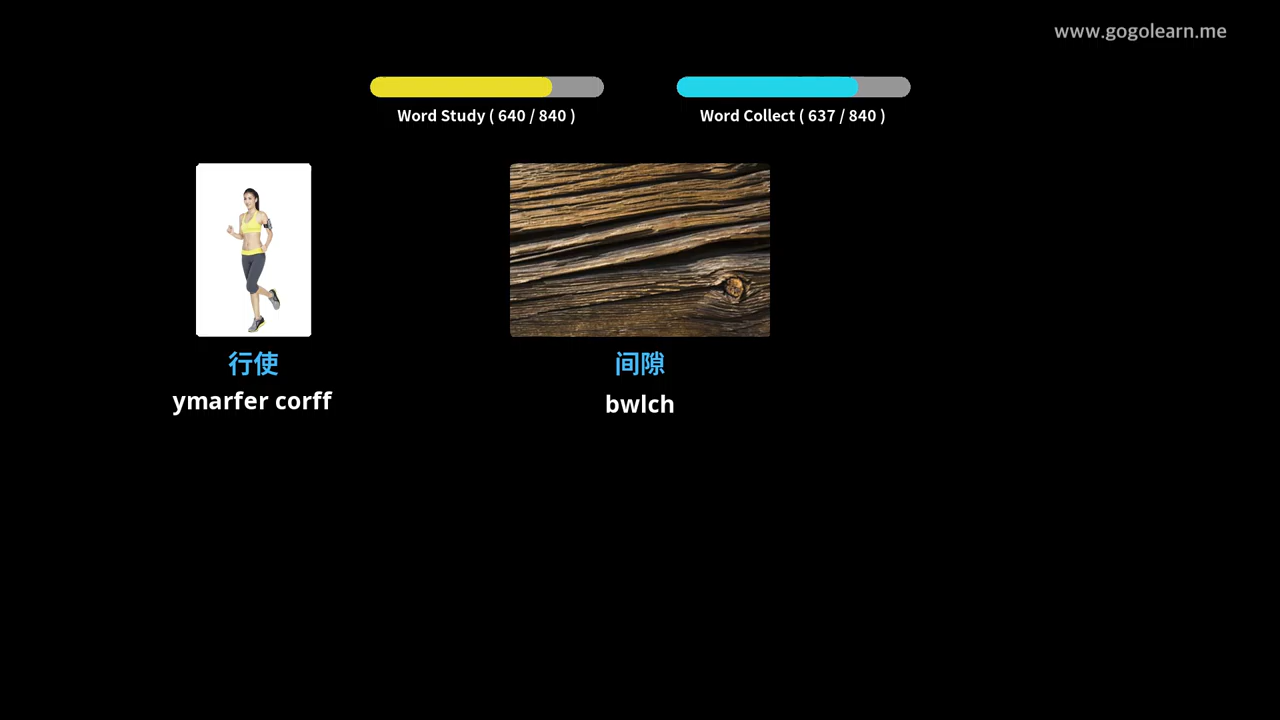 www.gogolearn.me
Word Study ( 640 / 840 )
Word Collect ( 637 / 840 )
行使
ymarfer corff
间隙
bwlch